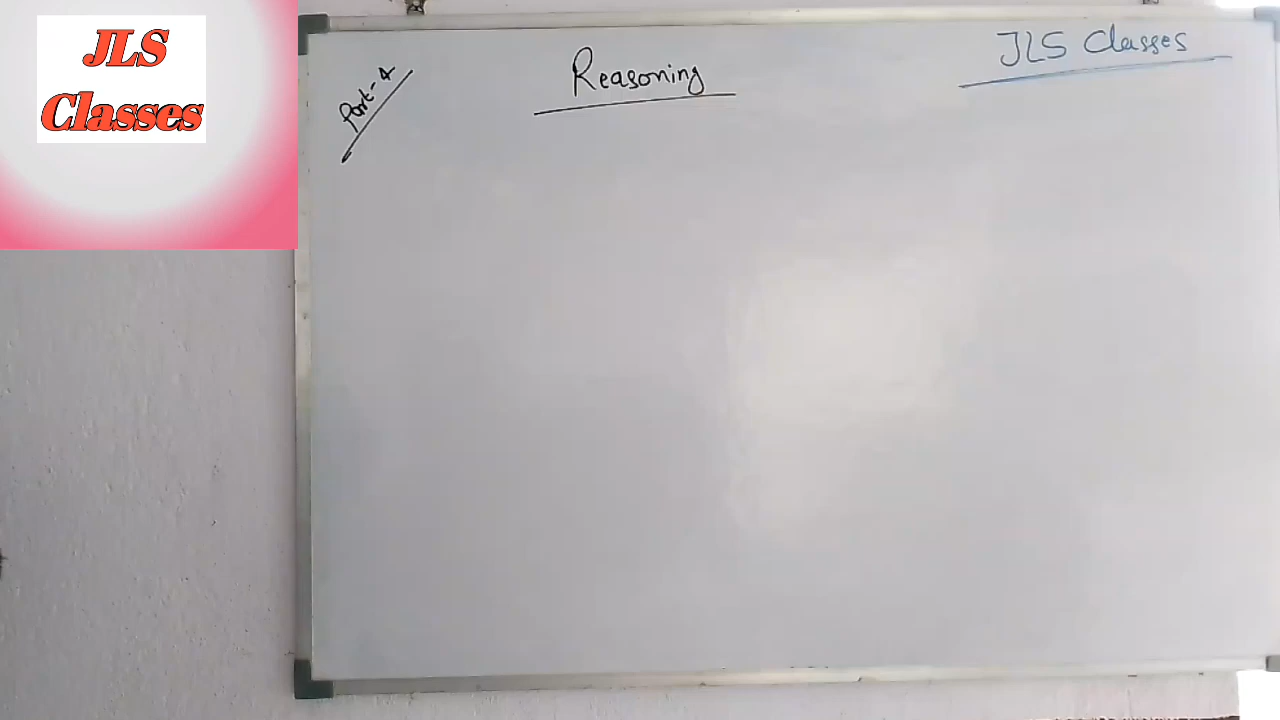 JLS
Classes
Part-4
Reasoning
JLS Classes